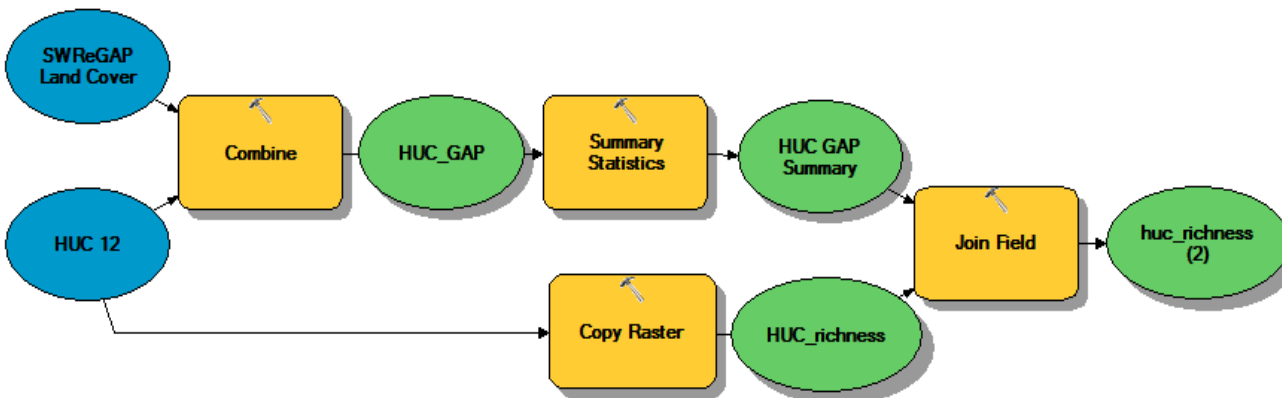 SWReGAP
Land Cover
Combine
HUC_GAP
Summary
Statistics
HUC GAP
Summary
HUC 12
Join Field
huc_richness
(2)
Copy Raster
HUC_richness